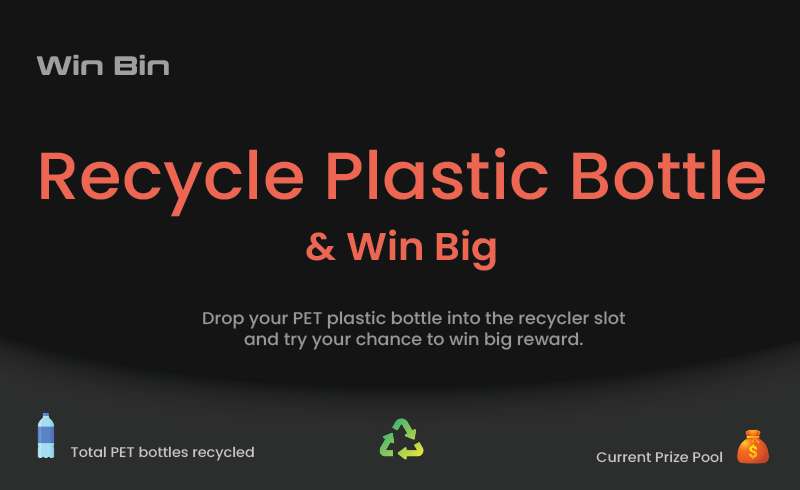 Win Bin
Recycle Plastic Bottle
& Win Big
Drop your PET plastic bottle into the recycler slot
and try your chance to win big reward.
Total PET bottles recycled
Current Prize Pool
$